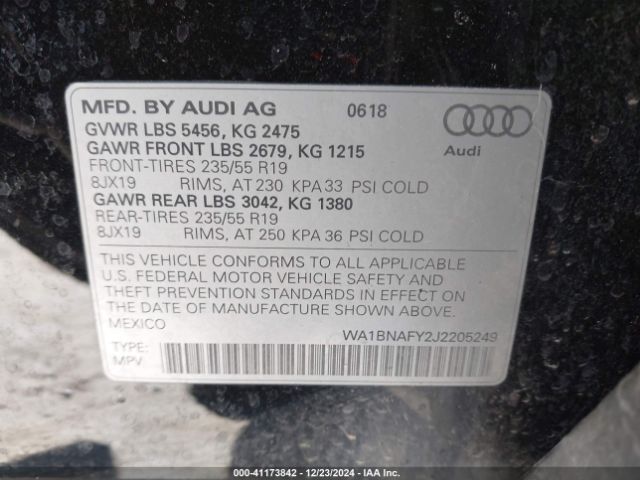 MFD. BY AUDI AG 0618
GVWR LBS 5456, KG 2475
GAWR FRONT LBS 2679, KG 1215
Audi
FRONT-TIRES 235/55 R19
8JX19 RIMS, AT 230 KPA 33 PSI COLD
GAWR REAR LBS 3042, KG 1380
REAR-TIRES 235/55 R19
8JX19 RIMS, AT 250 KPA 36 PSI COLD
THIS VEHICLE CONFORMS TO ALL APPLICABLE
U.S. FEDERAL MOTOR VEHICLE SAFETY AND
THEFT PREVENTION STANDARDS IN EFFECT ON
THE DATE OF MANUFACTURE SHOWN ABOVE.
MEXICO
WA1BNAFY2J2205249
TYPE:
MPV
000-41173842 - 12/23/2024 - IAA Inc.